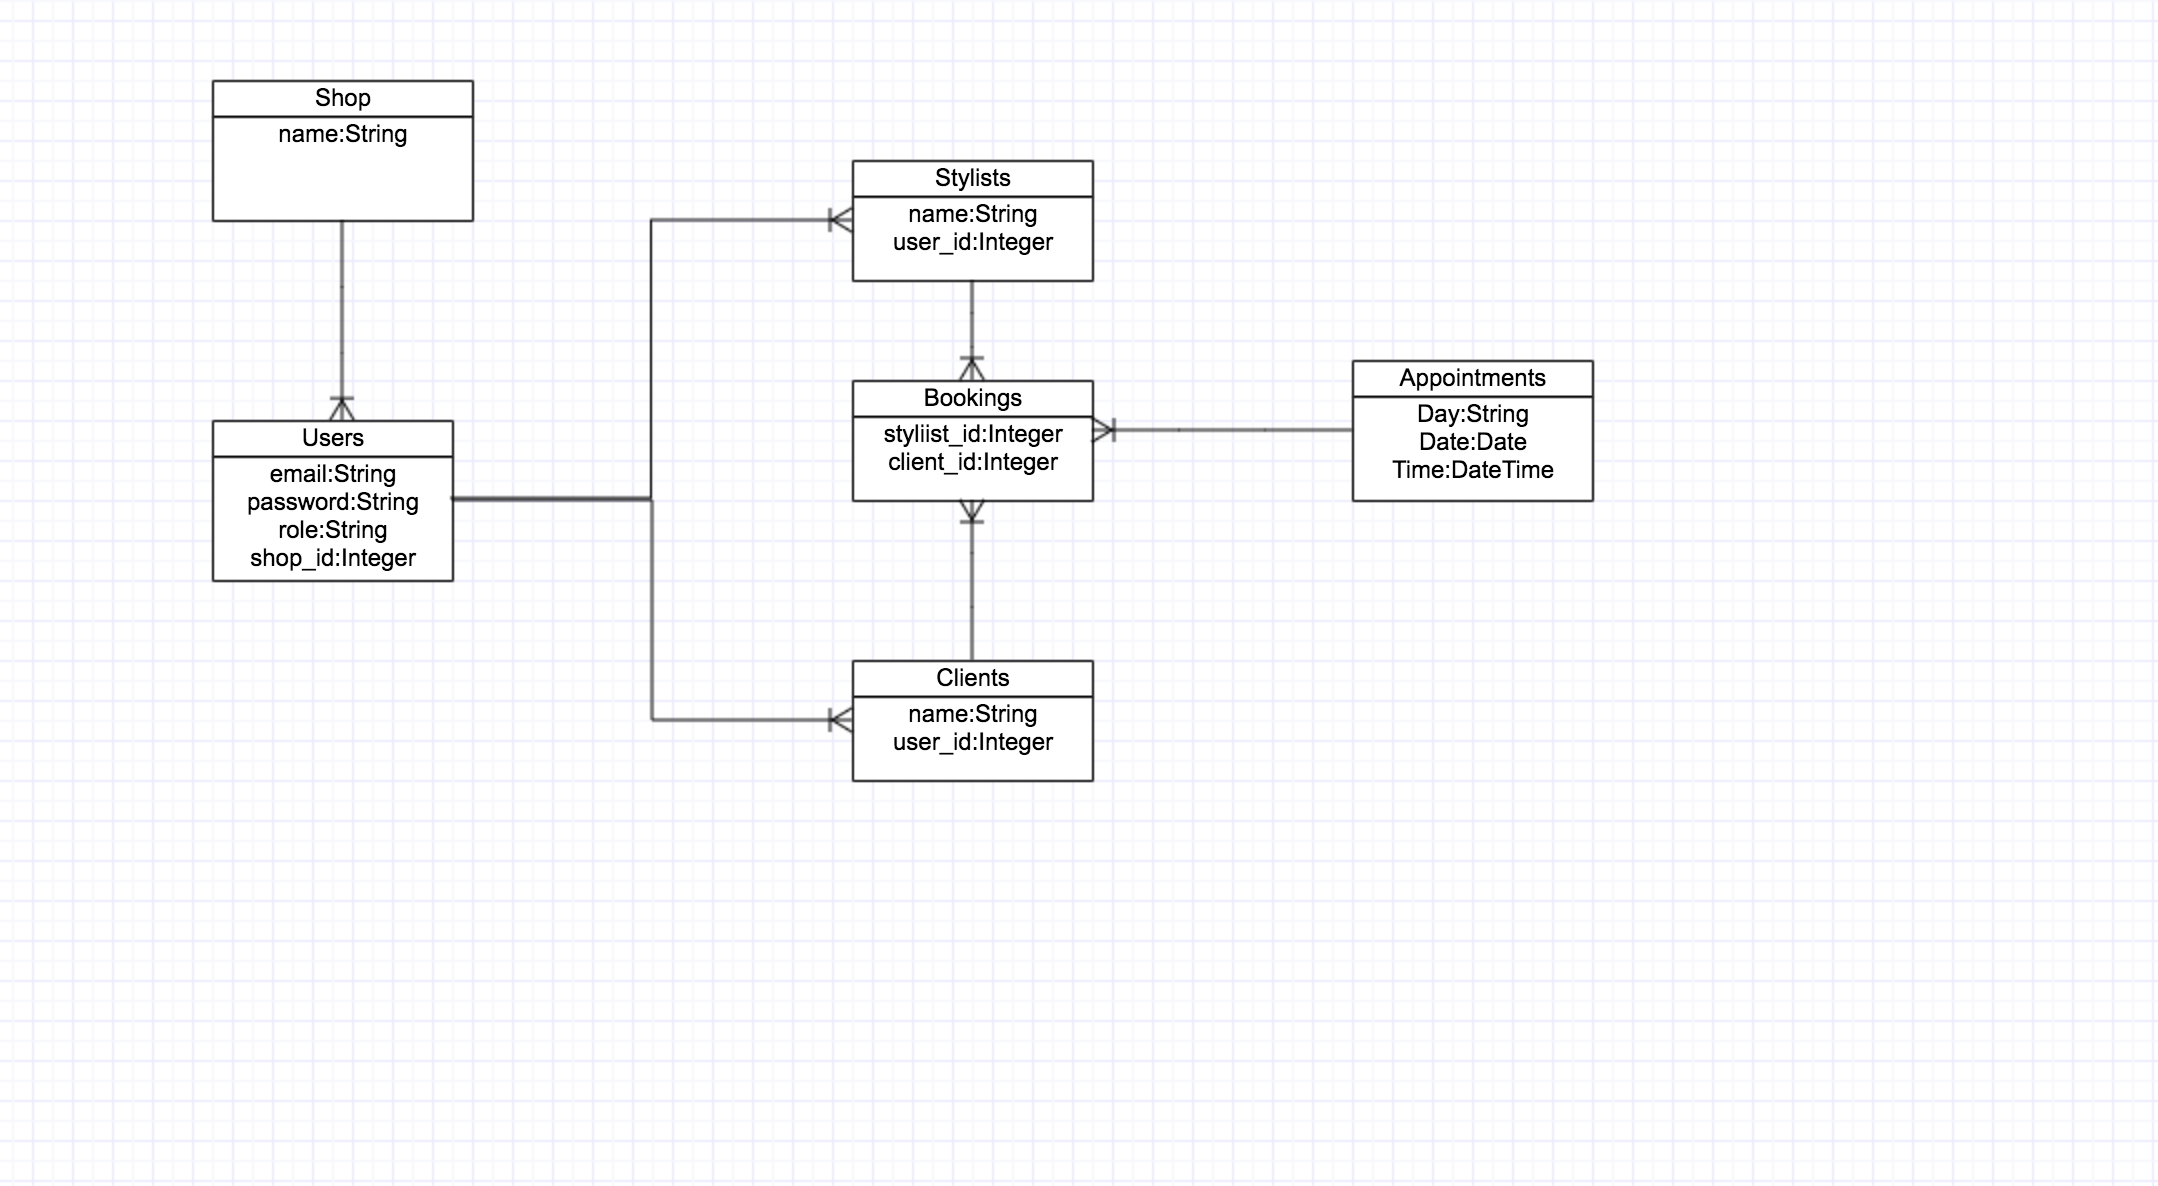 Shop
name:String
Users
email:String
password:String
role:String
shop_id:Integer
Stylists
name:String
user_id:Integer
Bookings
styliist_id:Integer
client_id:Integer
Clients
name:String
user_id:Integer
Appointments
Day:String
Date:Date
Time:DateTime